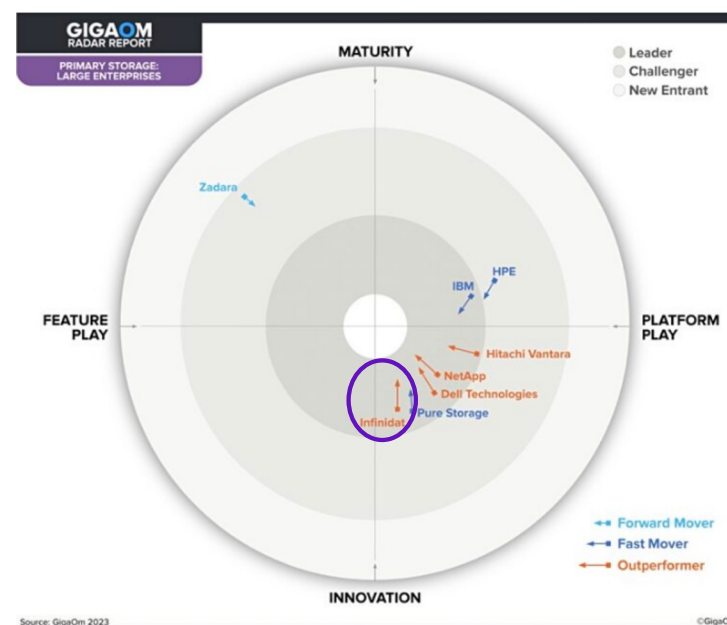 GIGAOM
RADAR REPORT
PRIMARY STORAGE:
LARGE ENTERPRISES
MATURITY
Leader
Challenger
New Entrant
Zadara
HPE
IBM
FEATURE
PLAY
PLATFORM
PLAY
Hitachi Vantara
NetApp
Dell Technologies
Pure Storage
Infinidat
Forward Mover
Fast Mover
Outperformer
INNOVATION
Source: GigaOm 2023